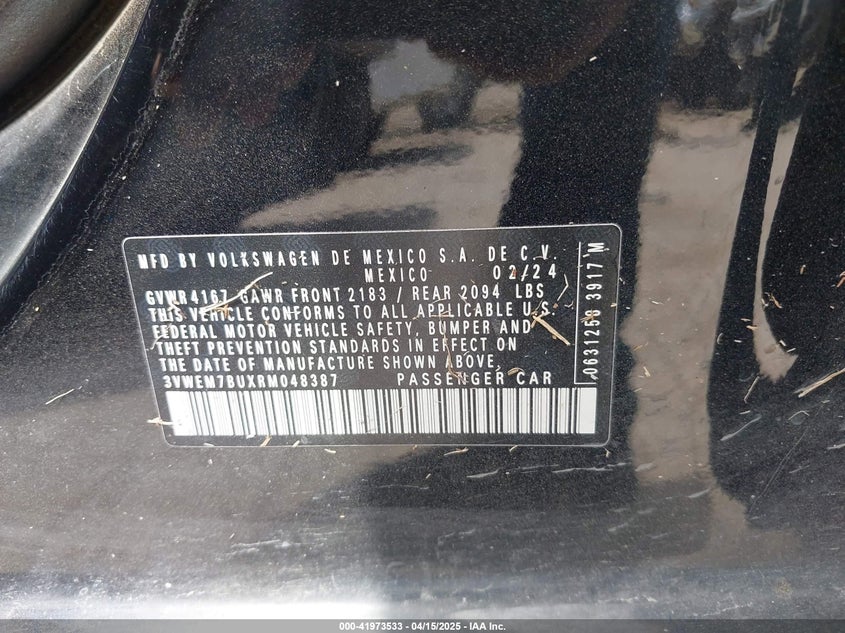 MFD BY VOLKSWAGEN DE MEXICO S.A. DE C.V.
MEXICO 02/24
GVWR 4167 GAWR FRONT 2183 / REAR 2094 LBS
THIS VEHICLE CONFORMS TO ALL APPLICABLE U.S.
FEDERAL MOTOR VEHICLE SAFETY, BUMPER AND
THEFT PREVENTION STANDARDS IN EFFECT ON
THE DATE OF MANUFACTURE SHOWN ABOVE,
3VWEM7BUXRM048387 PASSENGER CAR
0631258 3917 M
000-41973533 - 04/15/2025 - IAA Inc.